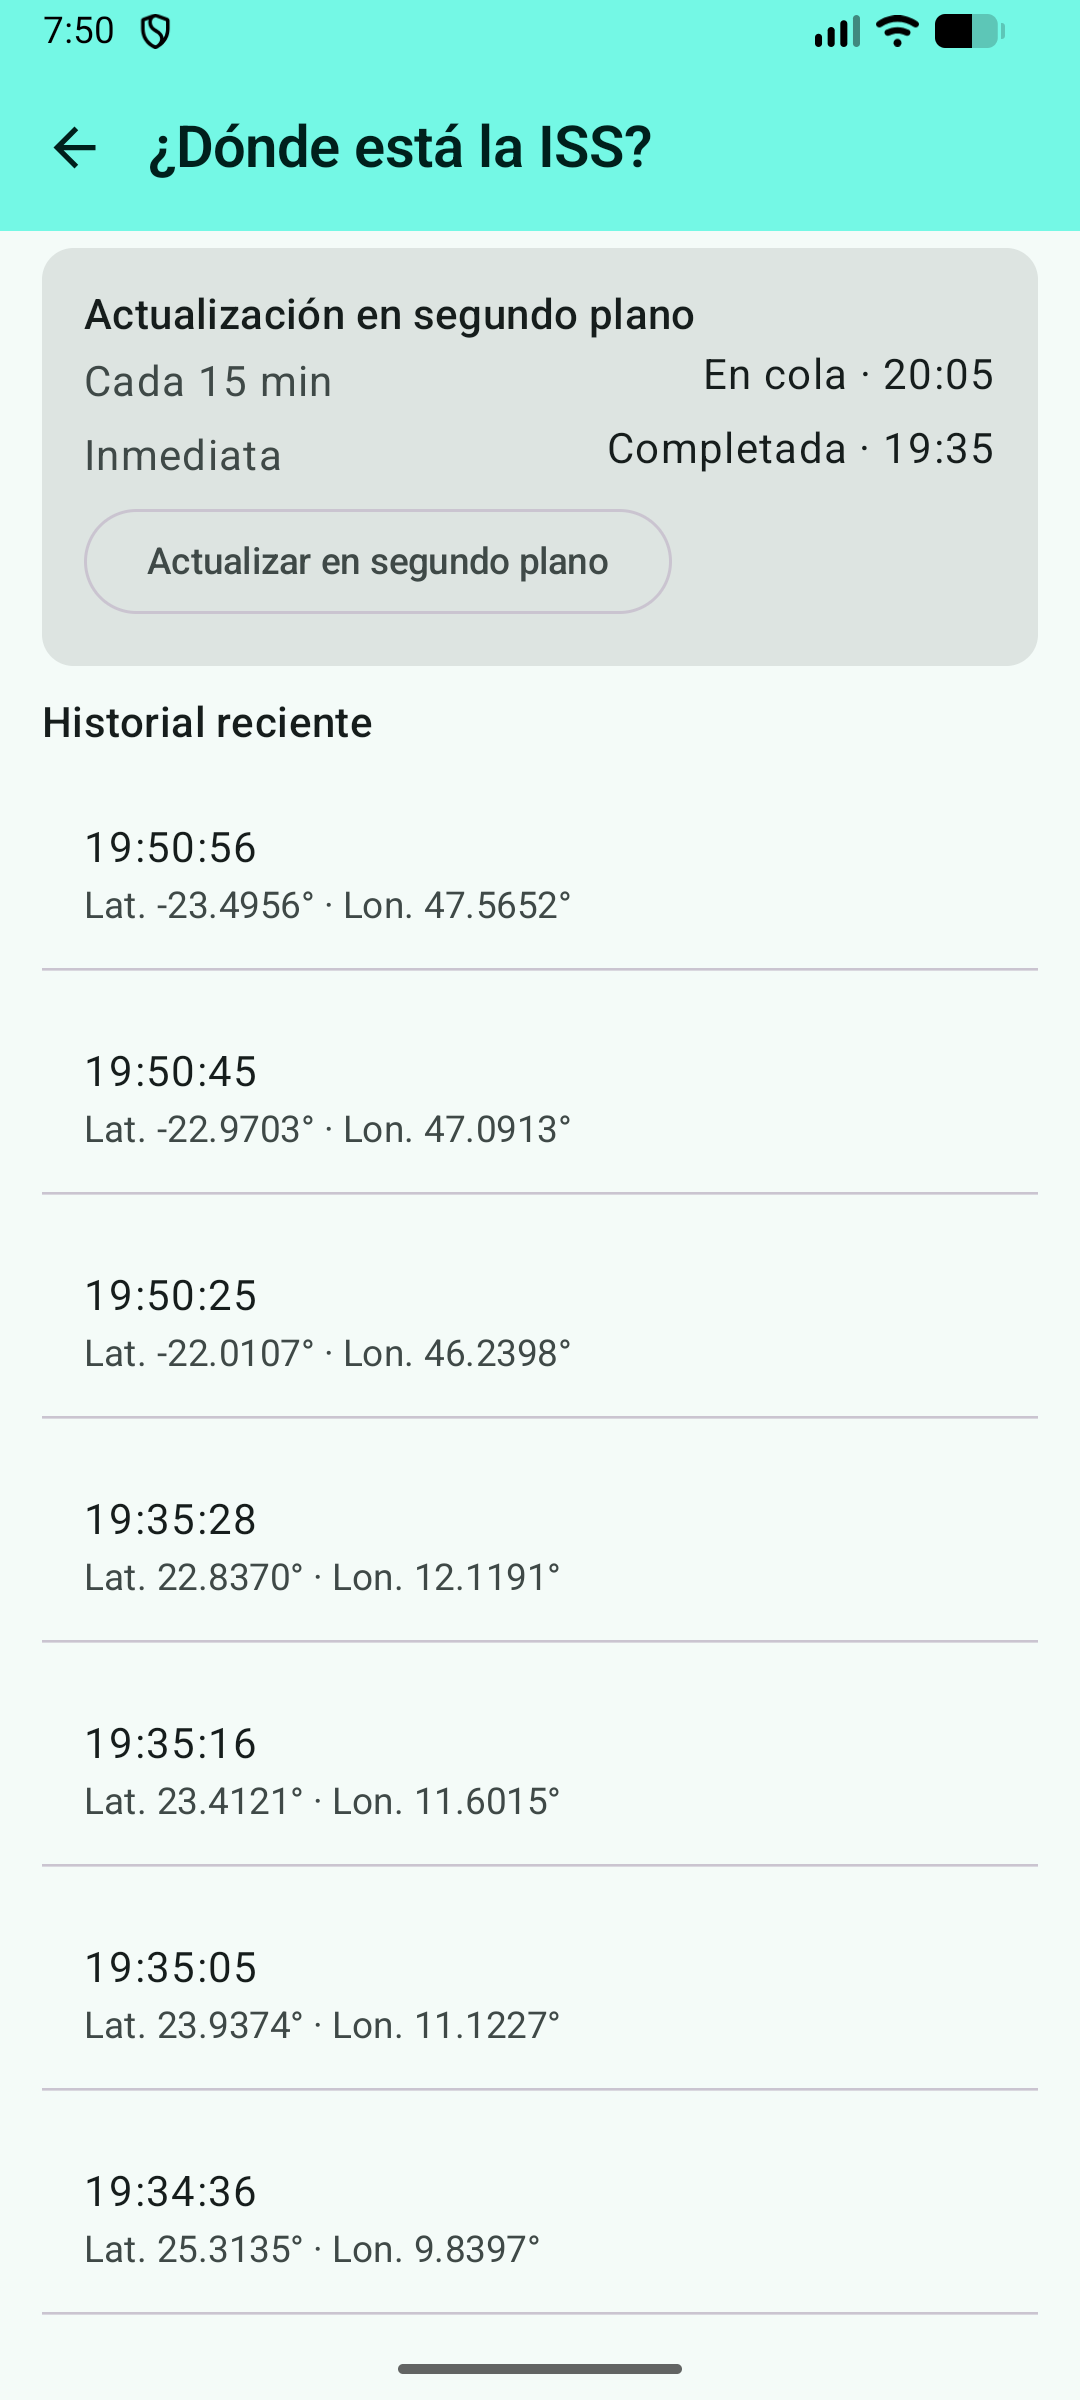 7:50
¿Dónde está la ISS?
Actualización en segundo plano
Cada 15 min
En cola · 20:05
Inmediata
Completada · 19:35
Actualizar en segundo plano
Historial reciente
19:50:56
Lat. -23.4956° · Lon. 47.5652°
19:50:45
Lat. -22.9703° · Lon. 47.0913°
19:50:25
Lat. -22.0107° · Lon. 46.2398°
19:35:28
Lat. 22.8370° · Lon. 12.1191°
19:35:16
Lat. 23.4121° · Lon. 11.6015°
19:35:05
Lat. 23.9374° · Lon. 11.1227°
19:34:36
Lat. 25.3135° · Lon. 9.8397°